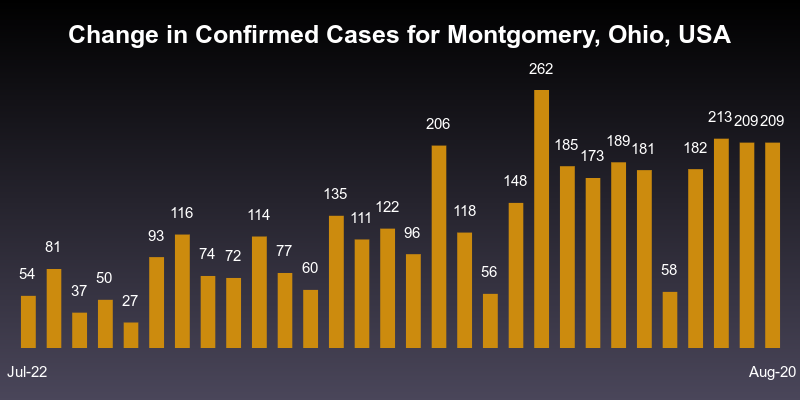 Change in Confirmed Cases for Montgomery, Ohio, USA
54 81 37 50 27 93 116 74 72 114 77 60 135 111 122 96 206 118 56 148 262 185 173 189 181 58 182 213 209 209
Jul-22 Aug-20